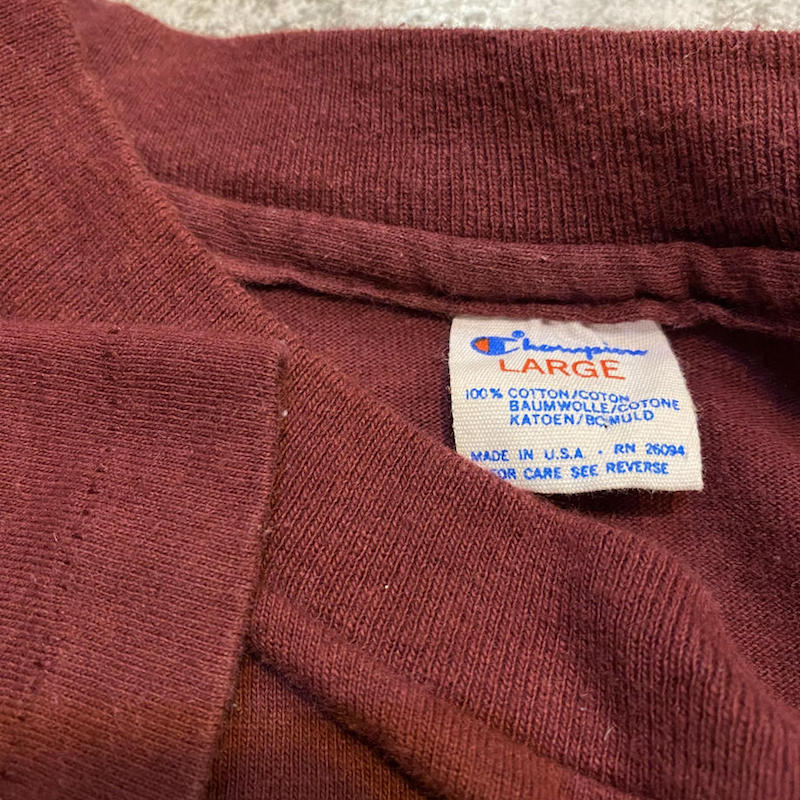 Champion
LARGE
100% COTTON/COTON
BAUMWOLLE/COTONE
KATOEN/BOMULD
MADE IN U.S.A. · RN 26094
FOR CARE SEE REVERSE